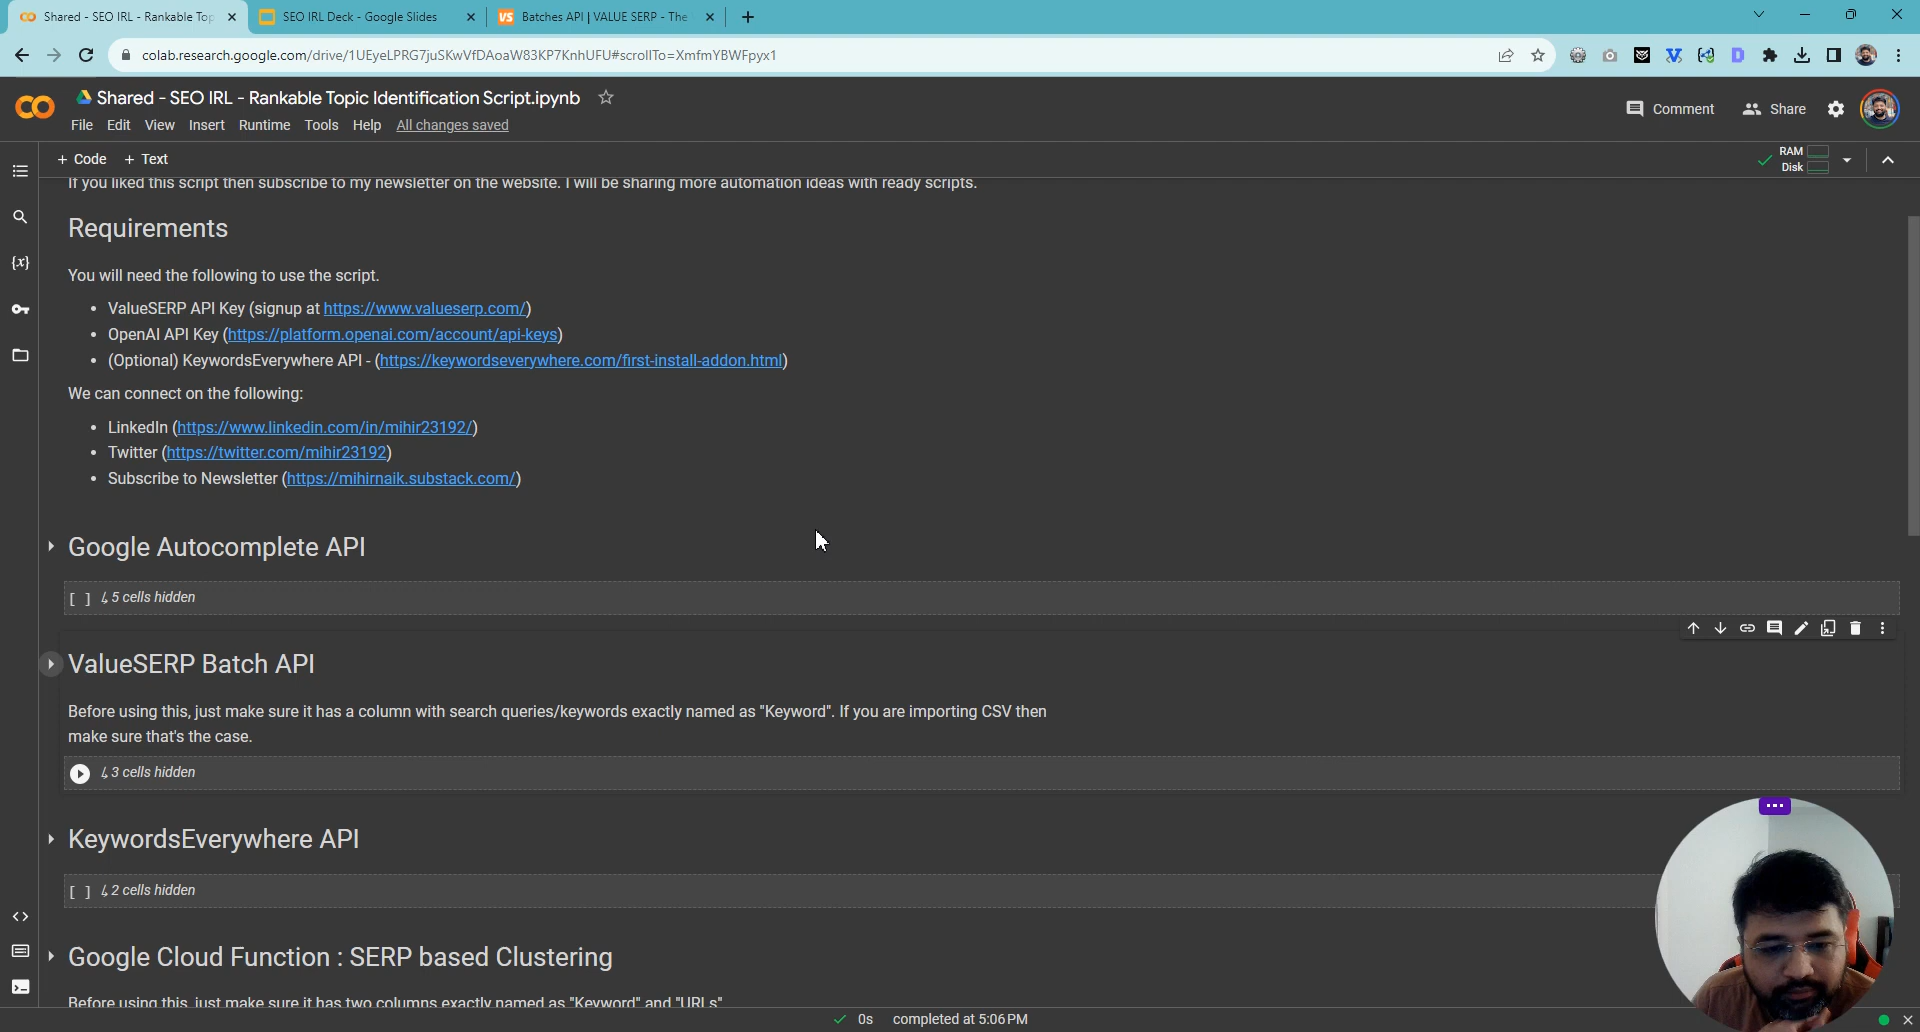 Shared - SEO IRL - Rankable Top
SEO IRL Deck - Google Slides
Batches API | VALUE SERP - The
colab.research.google.com/drive/1UEyeLPRG7juSKwVfDAoaW83KP7KnhUFU#scrollTo=XmfmYBWFpyx1
Shared - SEO IRL - Rankable Topic Identification Script.ipynb
Comment
Share
File Edit View Insert Runtime Tools Help All changes saved
+ Code + Text
RAM
Disk
If you liked this script then subscribe to my newsletter on the website. I will be sharing more automation ideas with ready scripts.
Requirements
You will need the following to use the script.
• ValueSERP API Key (signup at https://www.valueserp.com/)
• OpenAI API Key (https://platform.openai.com/account/api-keys)
• (Optional) KeywordsEverywhere API - (https://keywordseverywhere.com/first-install-addon.html)
We can connect on the following:
• LinkedIn (https://www.linkedin.com/in/mihir23192/)
• Twitter (https://twitter.com/mihir23192)
• Subscribe to Newsletter (https://mihirnaik.substack.com/)
Google Autocomplete API
[ ] ↳ 5 cells hidden
ValueSERP Batch API
Before using this, just make sure it has a column with search queries/keywords exactly named as "Keyword". If you are importing CSV then
make sure that's the case.
↳ 3 cells hidden
KeywordsEverywhere API
[ ] ↳ 2 cells hidden
Google Cloud Function : SERP based Clustering
Before using this, just make sure it has two columns exactly named as "Keyword" and "URLs"
0s completed at 5:06 PM